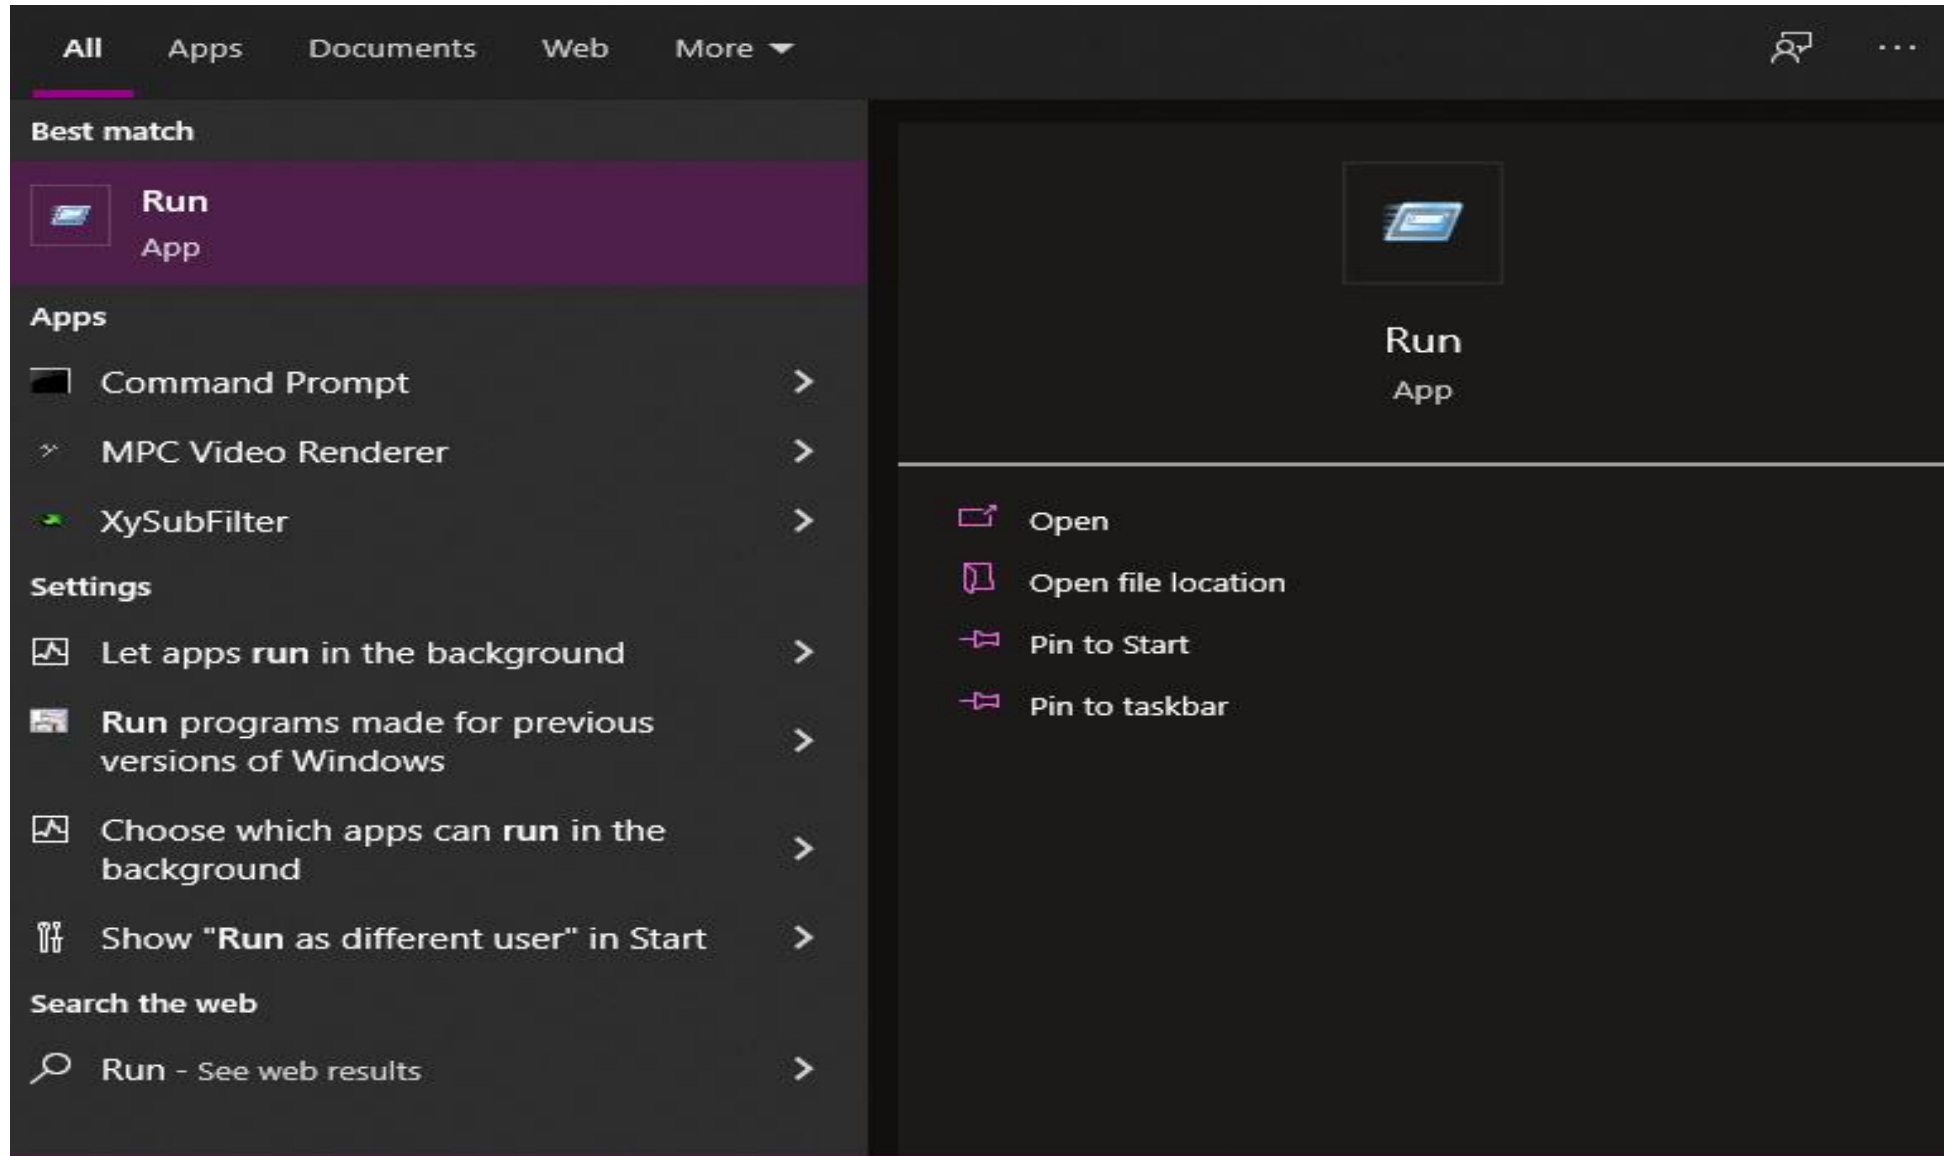 All Apps Documents Web More
Best match
Run
App
Apps
Command Prompt
MPC Video Renderer
XySubFilter
Settings
Let apps run in the background
Run programs made for previous
versions of Windows
Choose which apps can run in the
background
Show "Run as different user" in Start
Search the web
Run - See web results
Run
App
Open
Open file location
Pin to Start
Pin to taskbar